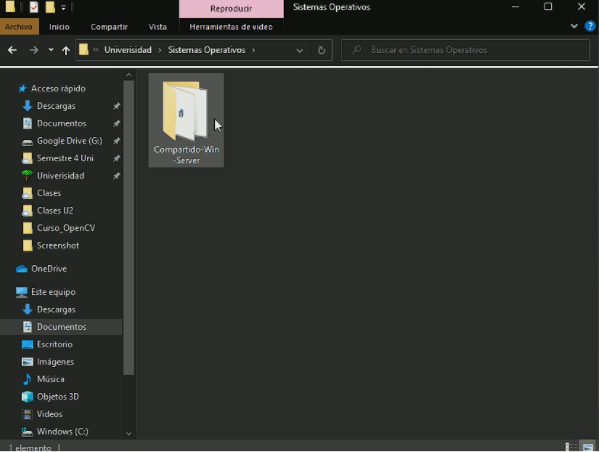 Reproducir
Sistemas Operativos
Archivo
Inicio
Compartir
Vista
Herramientas de video
« Universidad › Sistemas Operativos ›
Buscar en Sistemas Operativos
Acceso rápido
Descargas
Documentos
Google Drive (G:)
Semestre 4 Uni
Univerisidad
Clases
Clases U2
Curso_OpenCV
Screenshot
OneDrive
Este equipo
Descargas
Documentos
Escritorio
Imágenes
Música
Objetos 3D
Videos
Windows (C:)
Compartido-Win
-Server
1 elemento